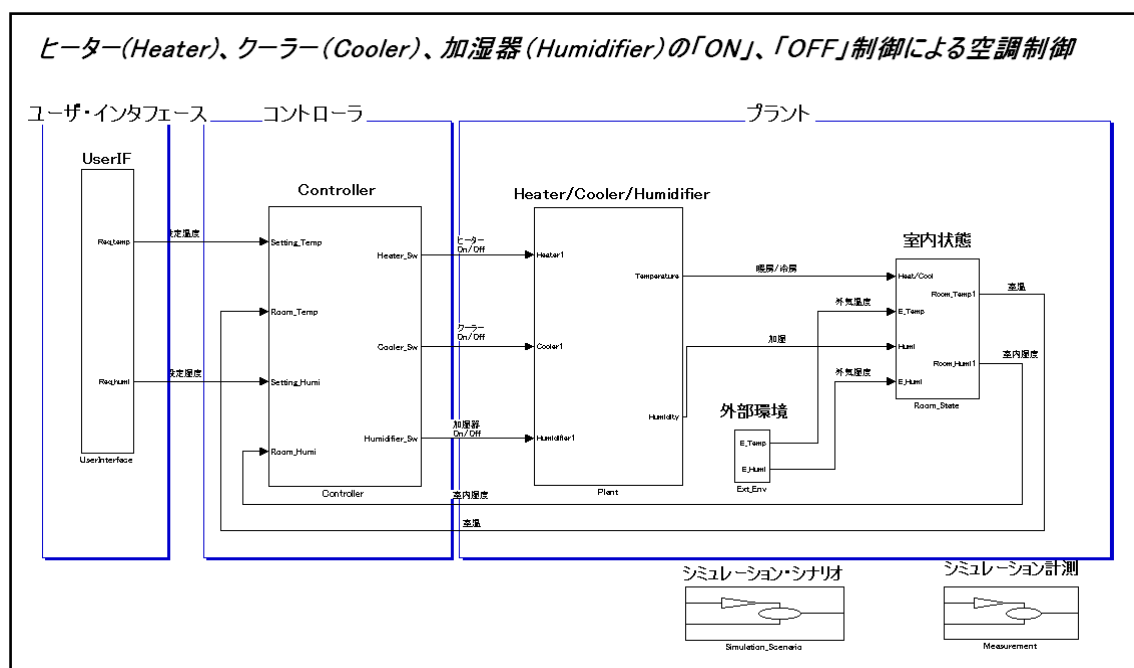 ヒーター(Heater)、クーラー(Cooler)、加湿器(Humidifier)の「ON」、「OFF」制御による空調制御
ユーザ・インタフェース
コントローラ
プラント
UserIF
Req_temp
Req_humi
UserInterface
設定温度
設定湿度
Controller
Setting_Temp
Room_Temp
Setting_Humi
Room_Humi
Heater_Sw
Cooler_Sw
Humidifier_Sw
Controller
ヒーター
On/Off
クーラー
On/Off
加湿器
On/Off
Heater/Cooler/Humidifier
Heater1
Cooler1
Humidifier1
Temperature
Humidity
Plant
暖房/冷房
外気温度
加湿
外気湿度
外部環境
E_Temp
E_Humi
Ext_Env
室内状態
Heat/Cool
E_Temp
Humi
E_Humi
Room_Temp1
Room_Humi1
Room_State
室温
室内湿度
室内湿度
室温
シミュレーション・シナリオ
Simulation_Scenario
シミュレーション計測
Measurement